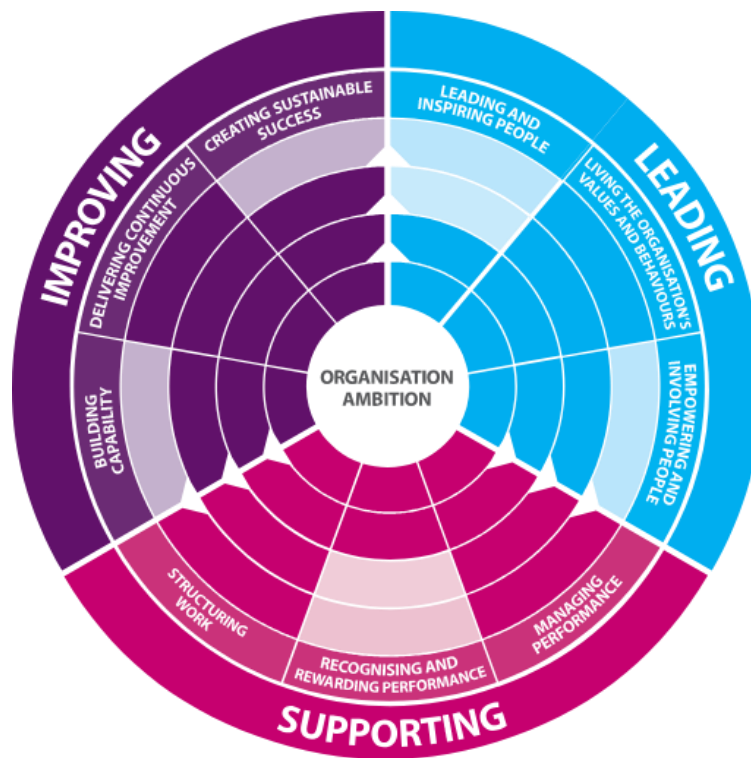 IMPROVING
CREATING SUSTAINABLE
SUCCESS
DELIVERING CONTINUOUS
IMPROVEMENT
BUILDING
CAPABILITY
LEADING
LEADING AND
INSPIRING PEOPLE
LIVING THE ORGANISATION'S
VALUES AND BEHAVIOURS
EMPOWERING AND
INVOLVING PEOPLE
ORGANISATION
AMBITION
STRUCTURING
WORK
RECOGNISING AND
REWARDING PERFORMANCE
MANAGING
PERFORMANCE
SUPPORTING